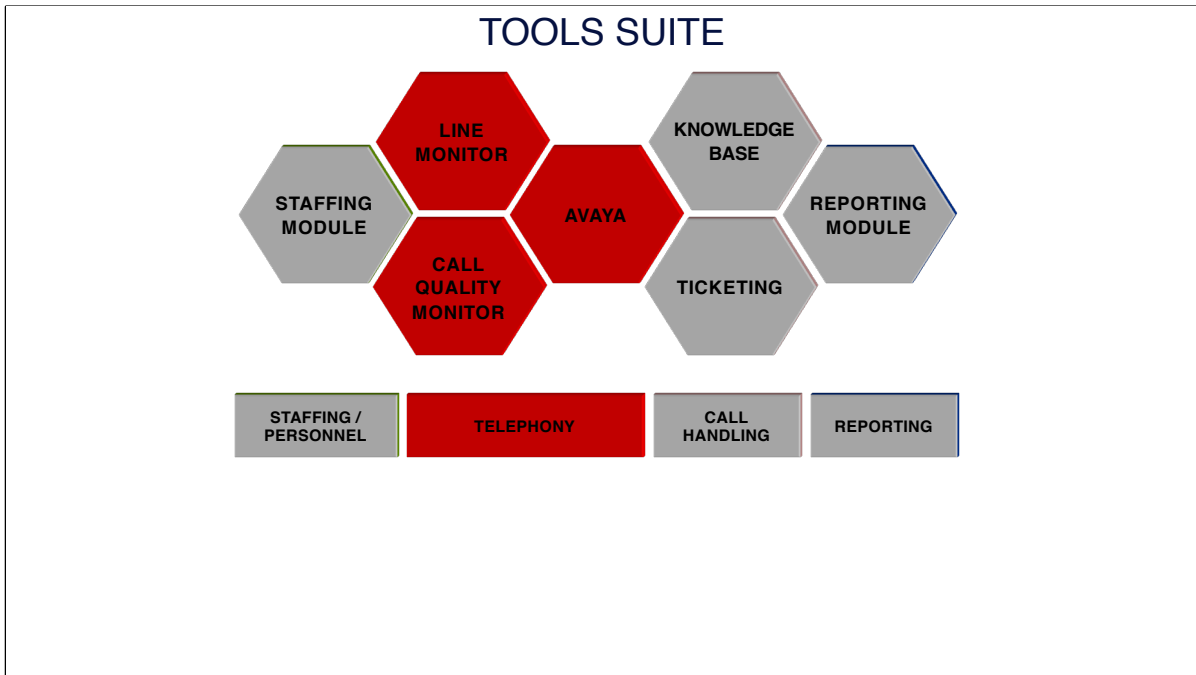 TOOLS SUITE
LINE
MONITOR
KNOWLEDGE
BASE
STAFFING
MODULE
AVAYA
REPORTING
MODULE
CALL
QUALITY
MONITOR
TICKETING
STAFFING /
PERSONNEL
TELEPHONY
CALL
HANDLING
REPORTING